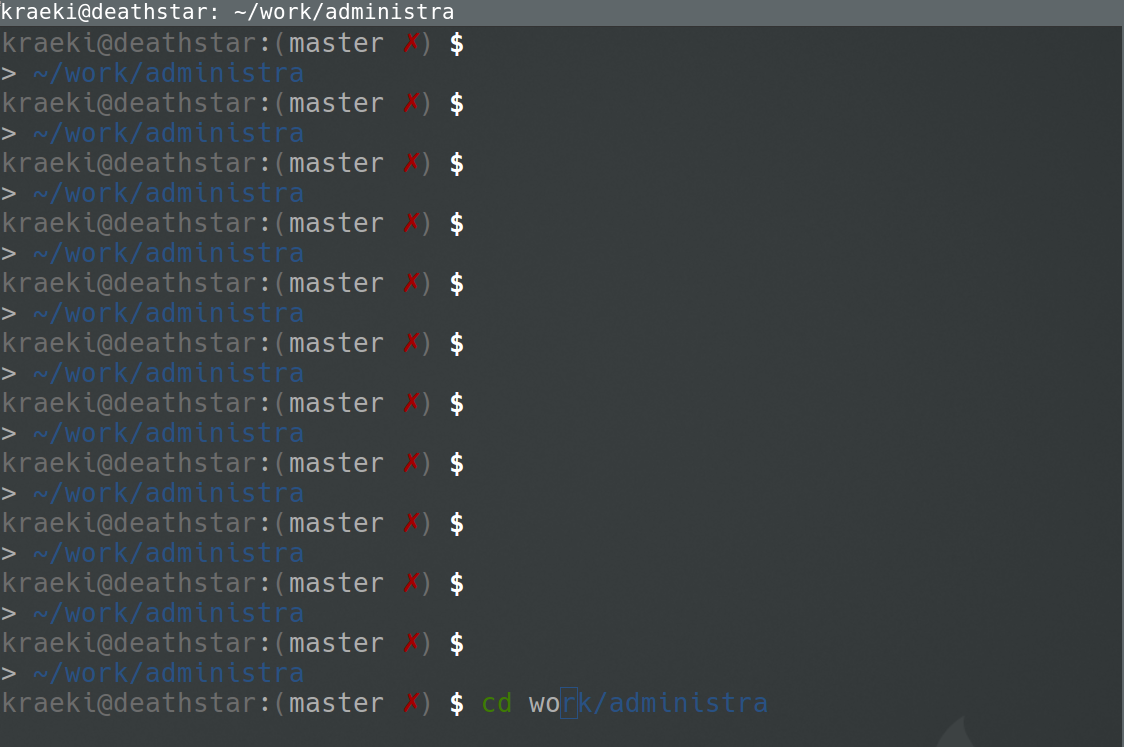 kraeki@deathstar: ~/work/administra
kraeki@deathstar:(master ✗) $
> ~/work/administra
kraeki@deathstar:(master ✗) $
> ~/work/administra
kraeki@deathstar:(master ✗) $
> ~/work/administra
kraeki@deathstar:(master ✗) $
> ~/work/administra
kraeki@deathstar:(master ✗) $
> ~/work/administra
kraeki@deathstar:(master ✗) $
> ~/work/administra
kraeki@deathstar:(master ✗) $
> ~/work/administra
kraeki@deathstar:(master ✗) $
> ~/work/administra
kraeki@deathstar:(master ✗) $
> ~/work/administra
kraeki@deathstar:(master ✗) $
> ~/work/administra
kraeki@deathstar:(master ✗) $
> ~/work/administra
kraeki@deathstar:(master ✗) $ cd work/administra